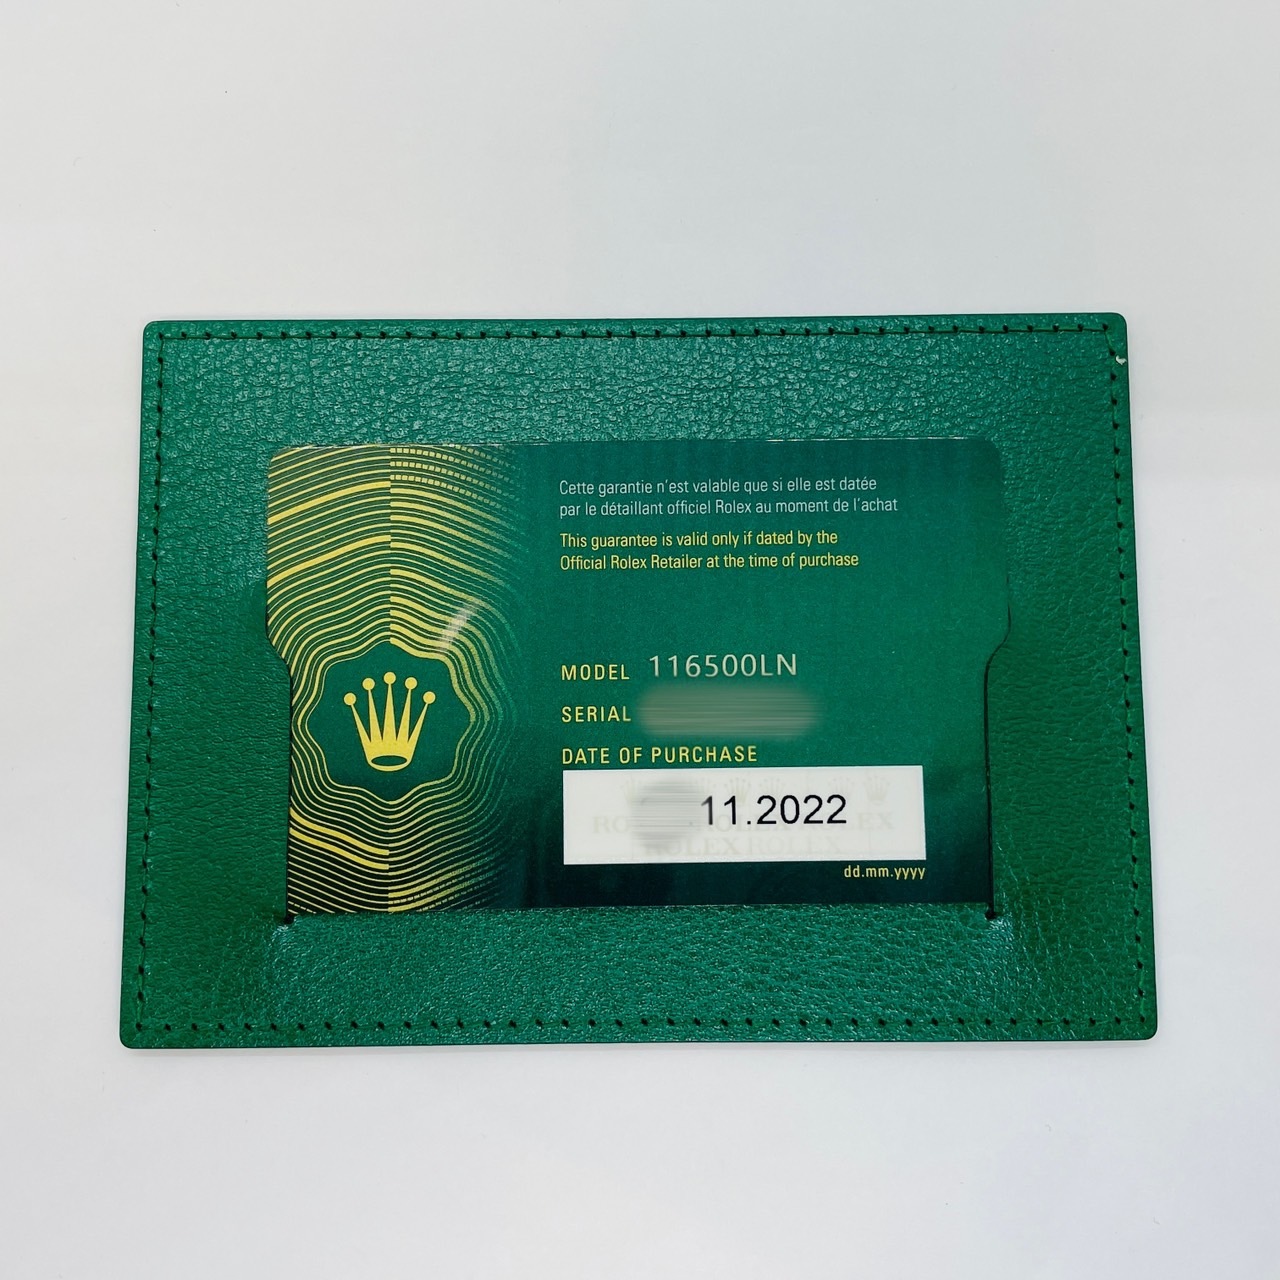 Cette garantie n'est valable que si elle est datée
par le détaillant officiel Rolex au moment de l'achat
This guarantee is valid only if dated by the
Official Rolex Retailer at the time of purchase
MODEL 116500LN
SERIAL
DATE OF PURCHASE
11.2022
ROLEX ROLEX
dd.mm.yyyy